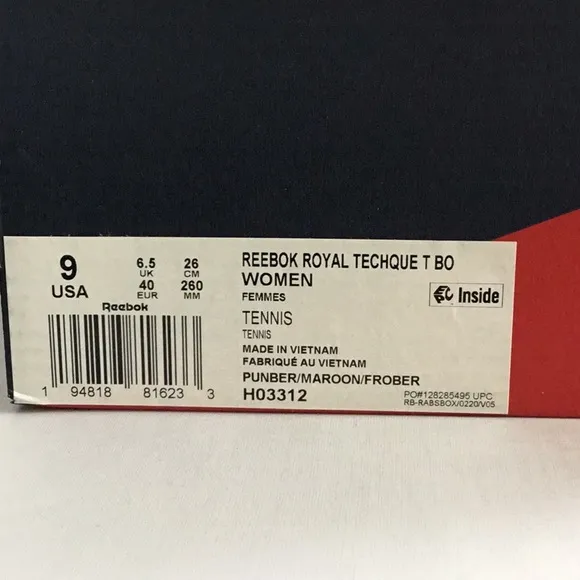 9
USA
6.5 26
UK CM
40 260
EUR MM
Reebok
1 94818 81623 3
REEBOK ROYAL TECHQUE T BO
WOMEN
FEMMES
TENNIS
TENNIS
MADE IN VIETNAM
FABRIQUÉ AU VIETNAM
PUNBER/MAROON/FROBER
H03312
Inside
PO#128285495 UPC
RB-RABSBOX/0220/V05